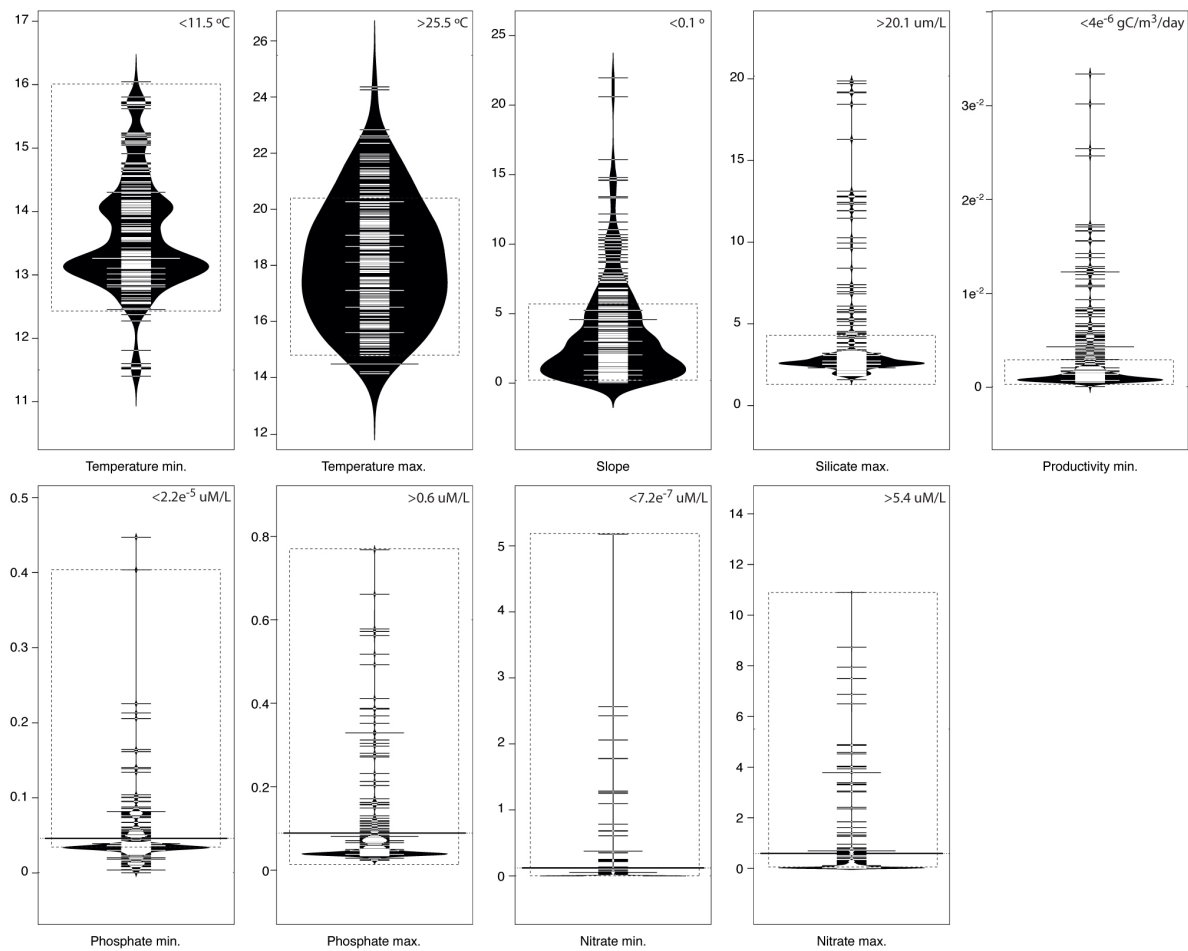 <11.5 ºC
17
16
15
14
13
12
11
Temperature min.
>25.5 ºC
26
24
22
20
18
16
14
12
Temperature max.
<0.1 º
25
20
15
10
5
0
Slope
>20.1 um/L
20
15
10
5
0
Silicate max.
<4e-6 gC/m3/day
3e-2
2e-2
1e-2
0
Productivity min.
<2.2e-5 uM/L
0.5
0.4
0.3
0.2
0.1
0
Phosphate min.
>0.6 uM/L
0.8
0.6
0.4
0.2
0
Phosphate max.
<7.2e-7 uM/L
5
4
3
2
1
0
Nitrate min.
>5.4 uM/L
14
12
10
8
6
4
2
0
Nitrate max.